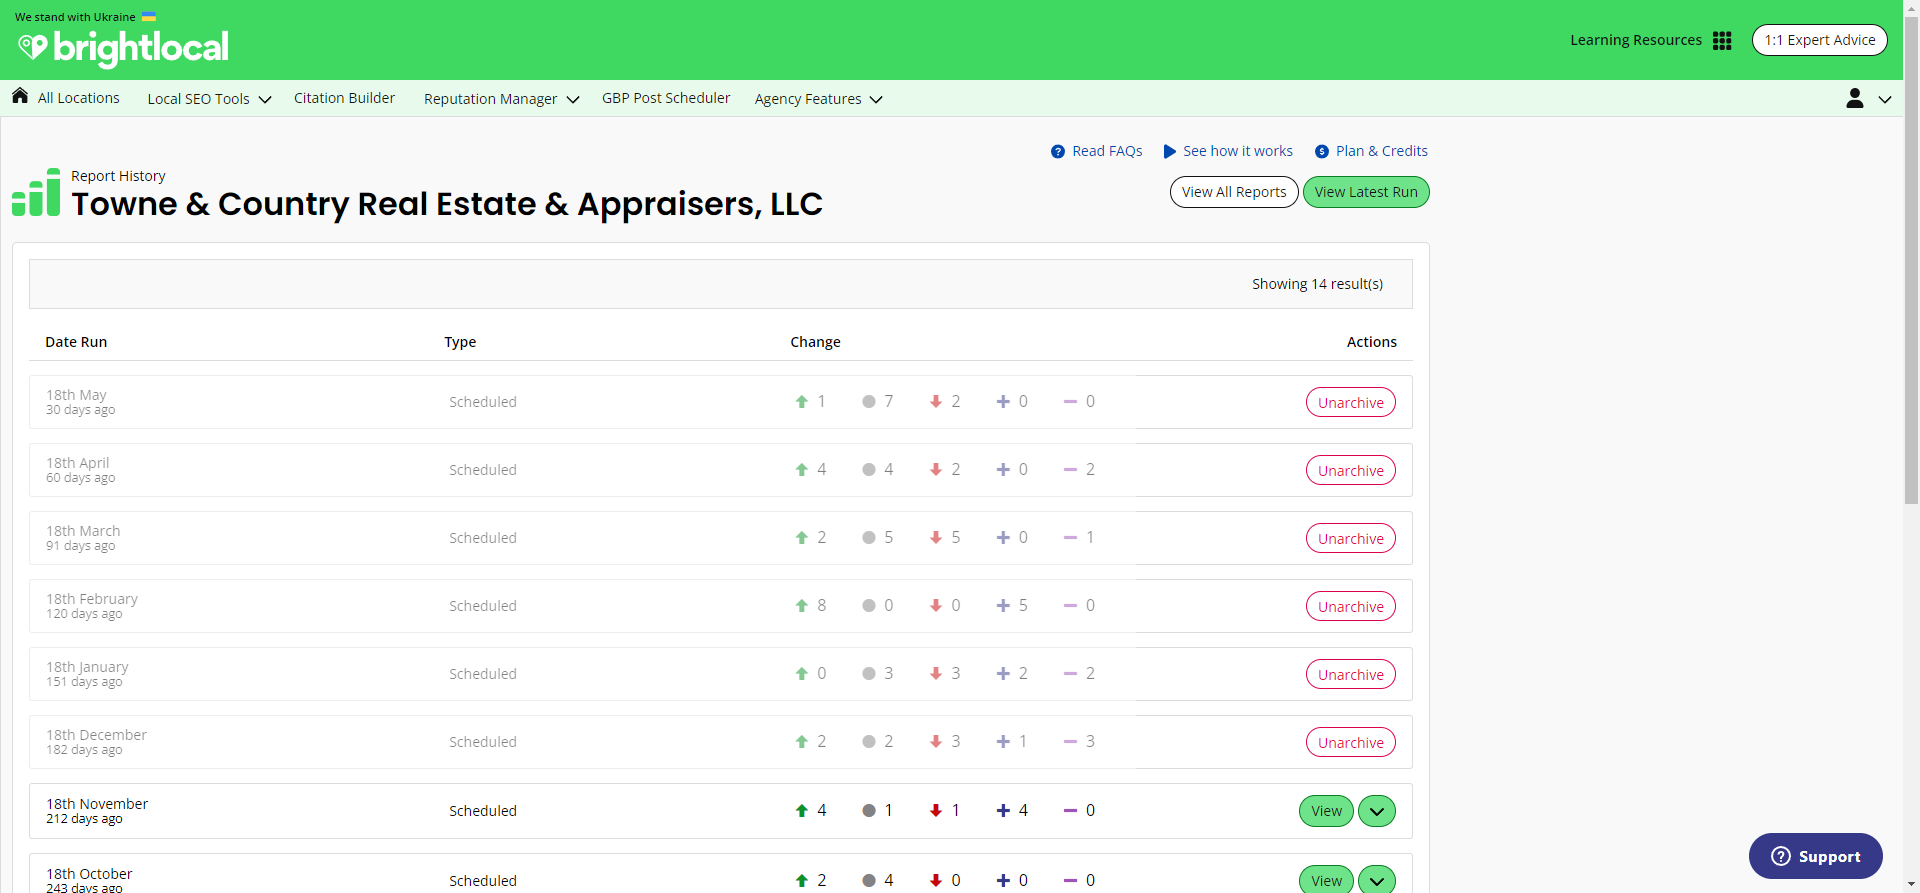 We stand with Ukraine
brightlocal
Learning Resources
1:1 Expert Advice
All Locations
Local SEO Tools
Citation Builder
Reputation Manager
GBP Post Scheduler
Agency Features
Read FAQs
See how it works
Plan & Credits
Report History
Towne & Country Real Estate & Appraisers, LLC
View All Reports
View Latest Run
Showing 14 result(s)
Date Run Type Change Actions
18th May
30 days ago
Scheduled 1 7 2 0 0 Unarchive
18th April
60 days ago
Scheduled 4 4 2 0 2 Unarchive
18th March
91 days ago
Scheduled 2 5 5 0 1 Unarchive
18th February
120 days ago
Scheduled 8 0 0 5 0 Unarchive
18th January
151 days ago
Scheduled 0 3 3 2 2 Unarchive
18th December
182 days ago
Scheduled 2 2 3 1 3 Unarchive
18th November
212 days ago
Scheduled 4 1 1 4 0 View
18th October
243 days ago
Scheduled 2 4 0 0 0 View
Support